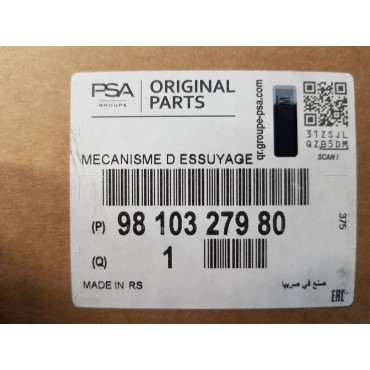 PSA
GROUPE
ORIGINAL
PARTS
qr.groupe-psa.com
M
31ZSJL
QZB5DM
SCAN !
MECANISME D ESSUYAGE
(P) 98 103 279 80
375
(Q) 1
MADE IN RS
صنع في صربيا
EAC